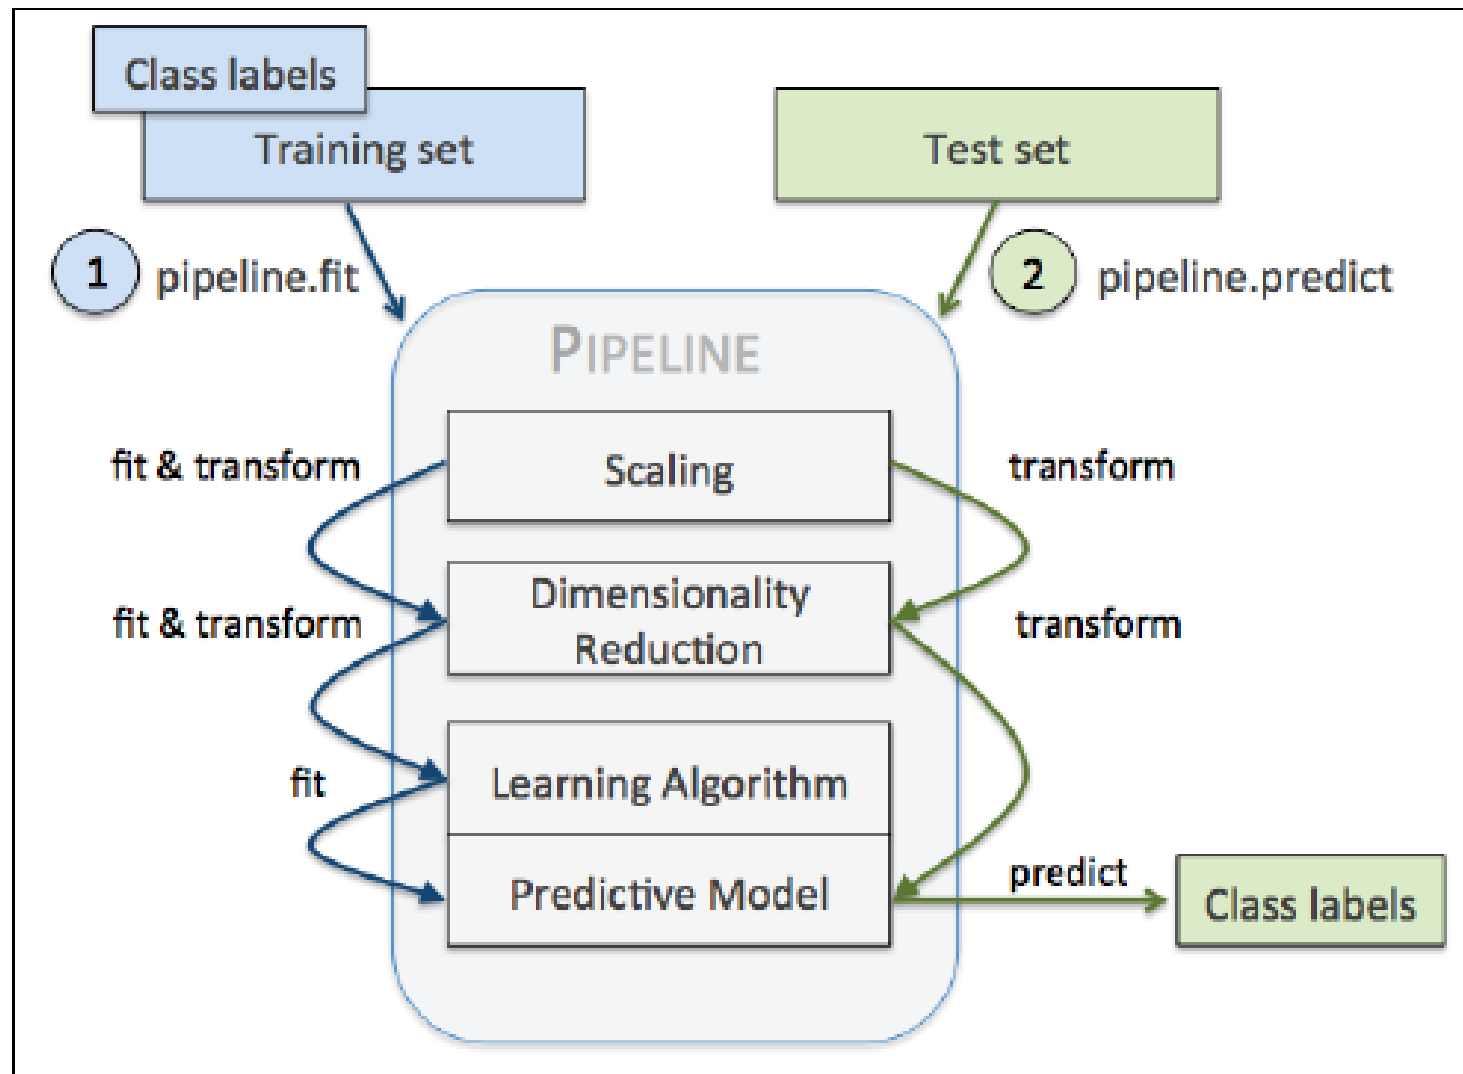 Class labels
Training set
Test set
1
pipeline.fit
2
pipeline.predict
PIPELINE
fit & transform
Scaling
transform
fit & transform
Dimensionality
Reduction
transform
fit
Learning Algorithm
Predictive Model
predict
Class labels